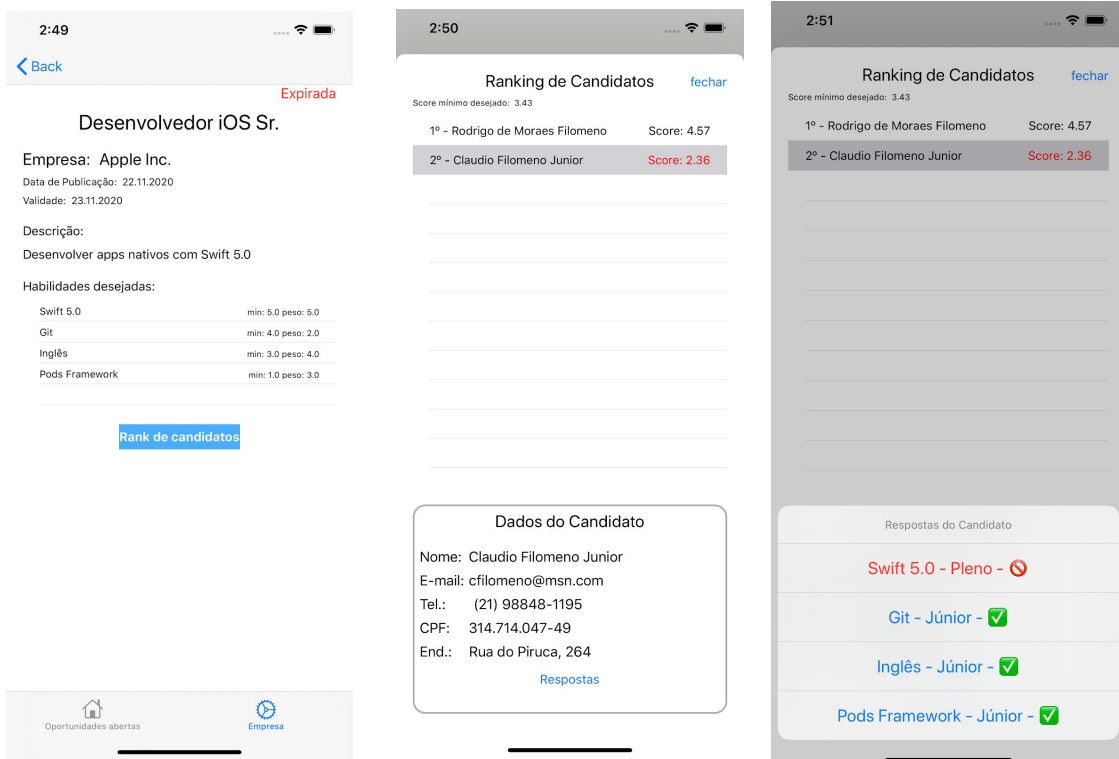 2:49
Back
Expirada
Desenvolvedor iOS Sr.
Empresa: Apple Inc.
Data de Publicação: 22.11.2020
Validade: 23.11.2020
Descrição:
Desenvolver apps nativos com Swift 5.0
Habilidades desejadas:
Swift 5.0 min: 5.0 peso: 5.0
Git min: 4.0 peso: 2.0
Inglês min: 3.0 peso: 4.0
Pods Framework min: 1.0 peso: 3.0
Rank de candidatos
Oportunidades abertas
Empresa
2:50
Ranking de Candidatos fechar
Score mínimo desejado: 3.43
1º - Rodrigo de Moraes Filomeno Score: 4.57
2º - Claudio Filomeno Junior Score: 2.36
Dados do Candidato
Nome: Claudio Filomeno Junior
E-mail: cfilomeno@msn.com
Tel.: (21) 98848-1195
CPF: 314.714.047-49
End.: Rua do Piruca, 264
Respostas
2:51
Ranking de Candidatos fechar
Score mínimo desejado: 3.43
1º - Rodrigo de Moraes Filomeno Score: 4.57
2º - Claudio Filomeno Junior Score: 2.36
Respostas do Candidato
Swift 5.0 - Pleno - 🚫
Git - Júnior - ✅
Inglês - Júnior - ✅
Pods Framework - Júnior - ✅